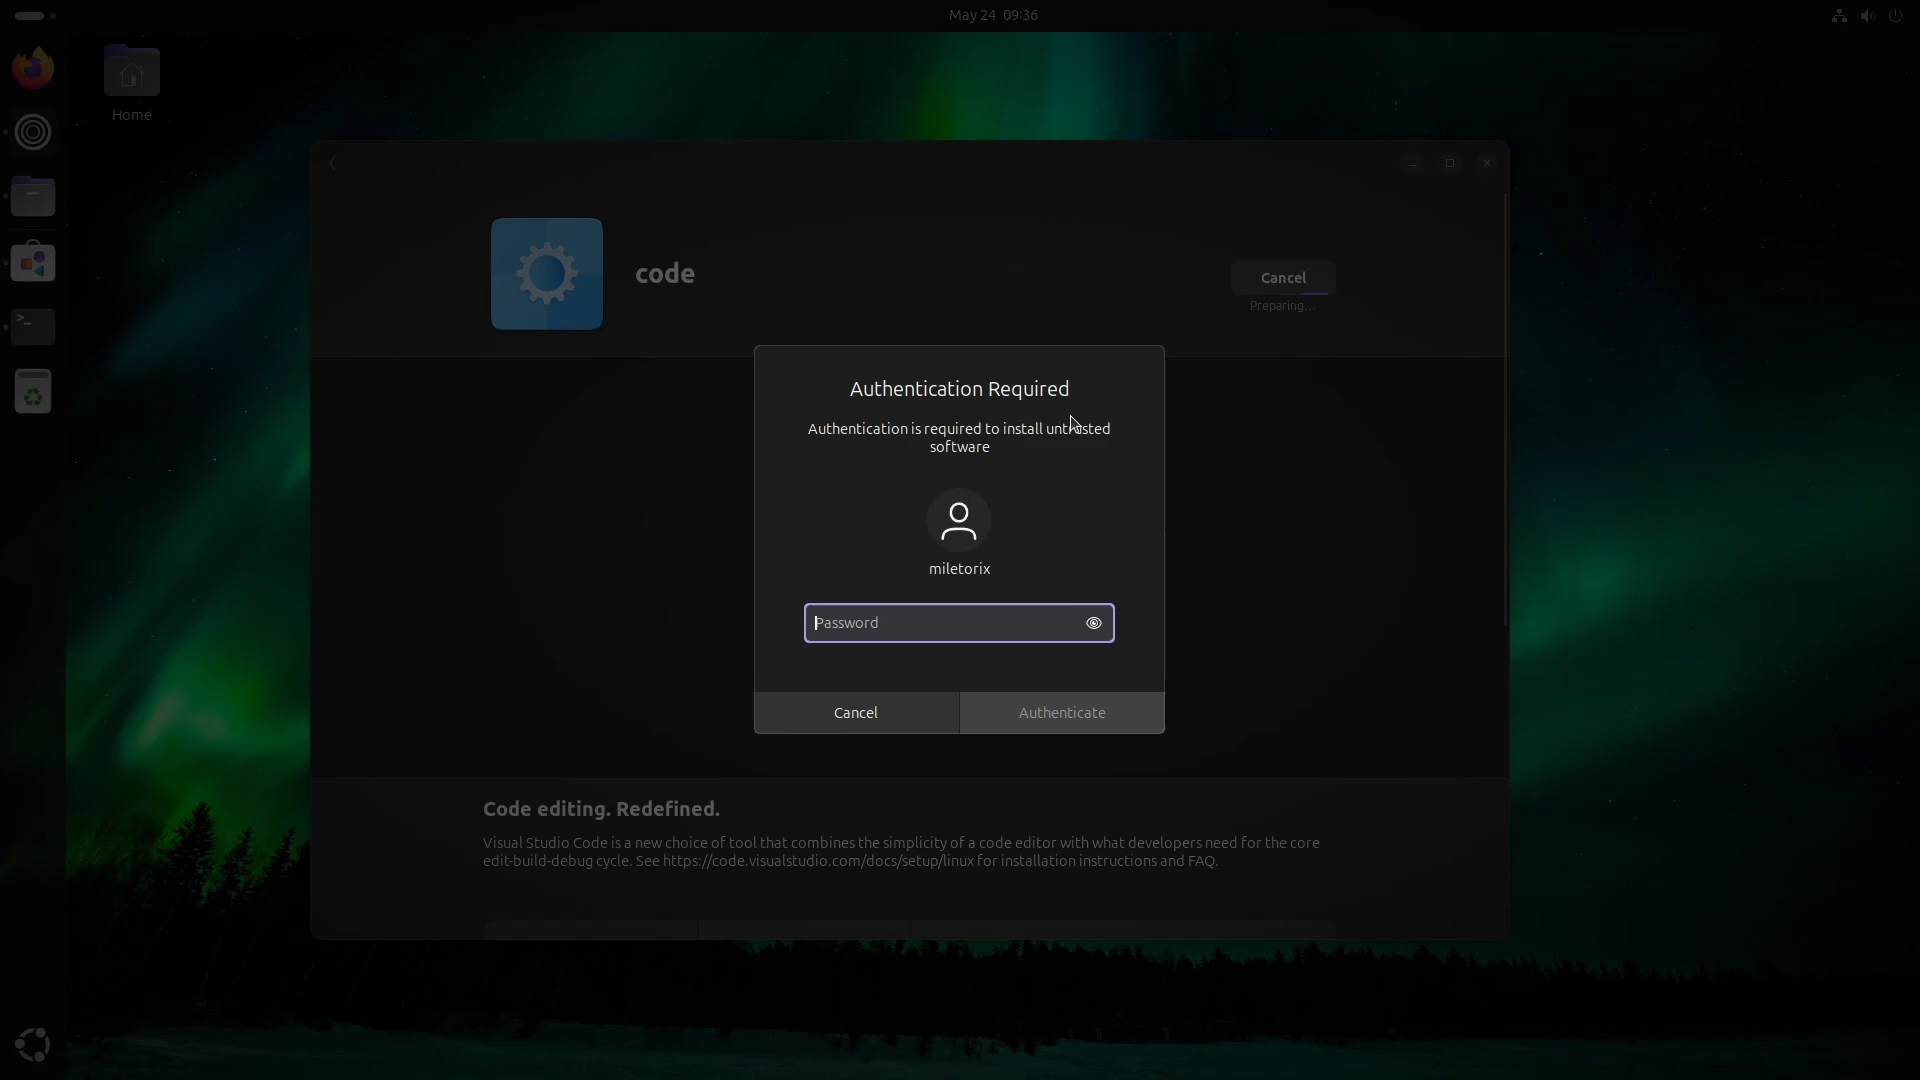 May 24 09:36
Home
code
Cancel
Preparing...
Authentication Required
Authentication is required to install untrusted
software
miletorix
Password
Cancel
Authenticate
Code editing. Redefined.
Visual Studio Code is a new choice of tool that combines the simplicity of a code editor with what developers need for the core
edit-build-debug cycle. See https://code.visualstudio.com/docs/setup/linux for installation instructions and FAQ.